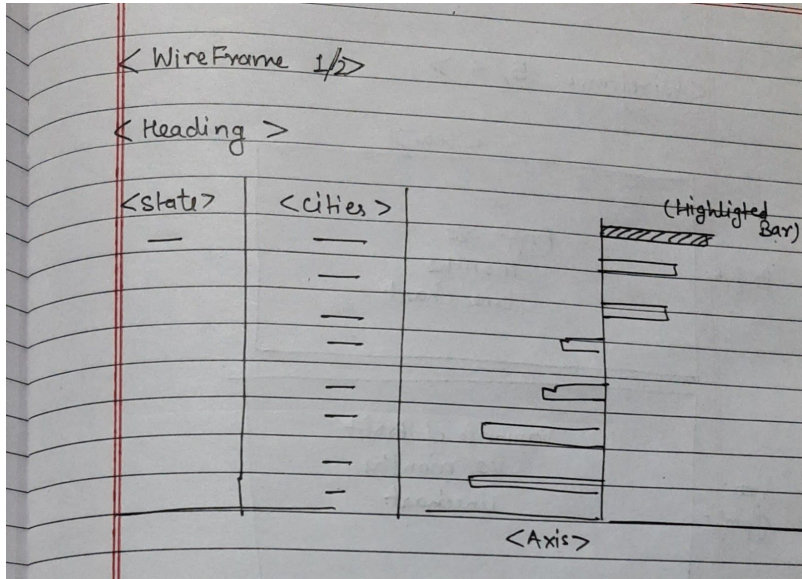 < WireFrame 1/2>
< Heading >
<state> <cities>
(Highligted
Bar)
<Axis>